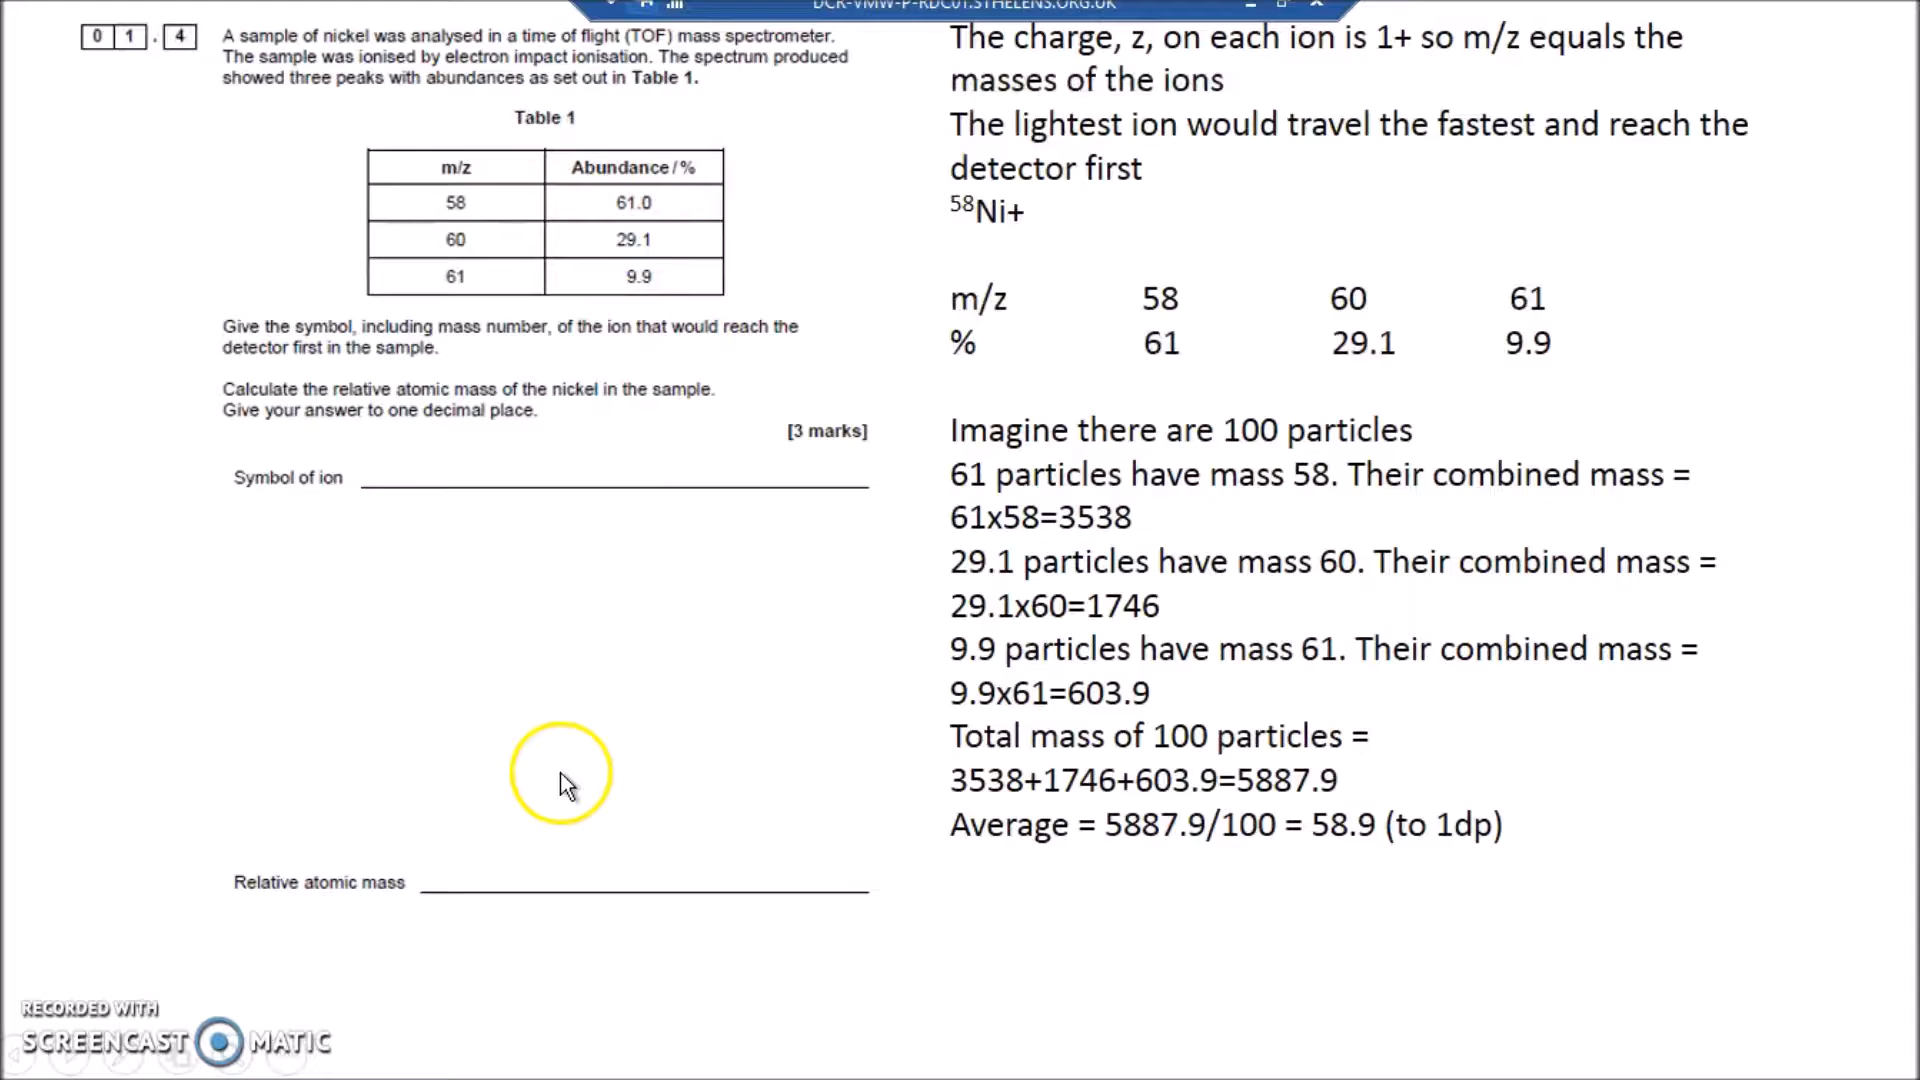 DCR-VMW-P-RDC01.STHELENS.ORG.UK
0 1 . 4
A sample of nickel was analysed in a time of flight (TOF) mass spectrometer.
The sample was ionised by electron impact ionisation. The spectrum produced
showed three peaks with abundances as set out in Table 1.
Table 1
m/z Abundance / %
58 61.0
60 29.1
61 9.9
Give the symbol, including mass number, of the ion that would reach the
detector first in the sample.
Calculate the relative atomic mass of the nickel in the sample.
Give your answer to one decimal place.
[3 marks]
Symbol of ion
Relative atomic mass
The charge, z, on each ion is 1+ so m/z equals the
masses of the ions
The lightest ion would travel the fastest and reach the
detector first
⁵⁸Ni+
m/z 58 60 61
% 61 29.1 9.9
Imagine there are 100 particles
61 particles have mass 58. Their combined mass =
61x58=3538
29.1 particles have mass 60. Their combined mass =
29.1x60=1746
9.9 particles have mass 61. Their combined mass =
9.9x61=603.9
Total mass of 100 particles =
3538+1746+603.9=5887.9
Average = 5887.9/100 = 58.9 (to 1dp)
RECORDED WITH
SCREENCAST MATIC